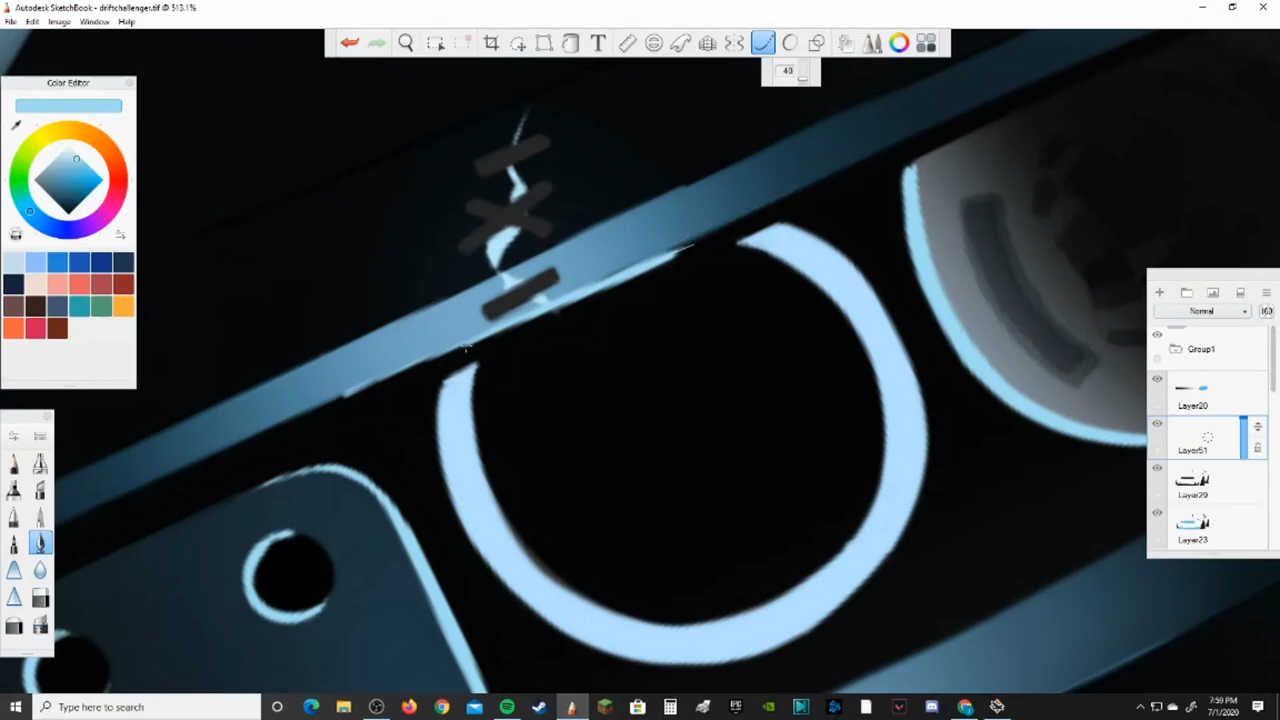 Autodesk SketchBook - driftchallenger.tif @ 513.1%
File Edit Image Window Help
40
Color Editor
Normal
Group1
Layer20
Layer51
Layer29
Layer23
Type here to search
7:59 PM
7/1/2020